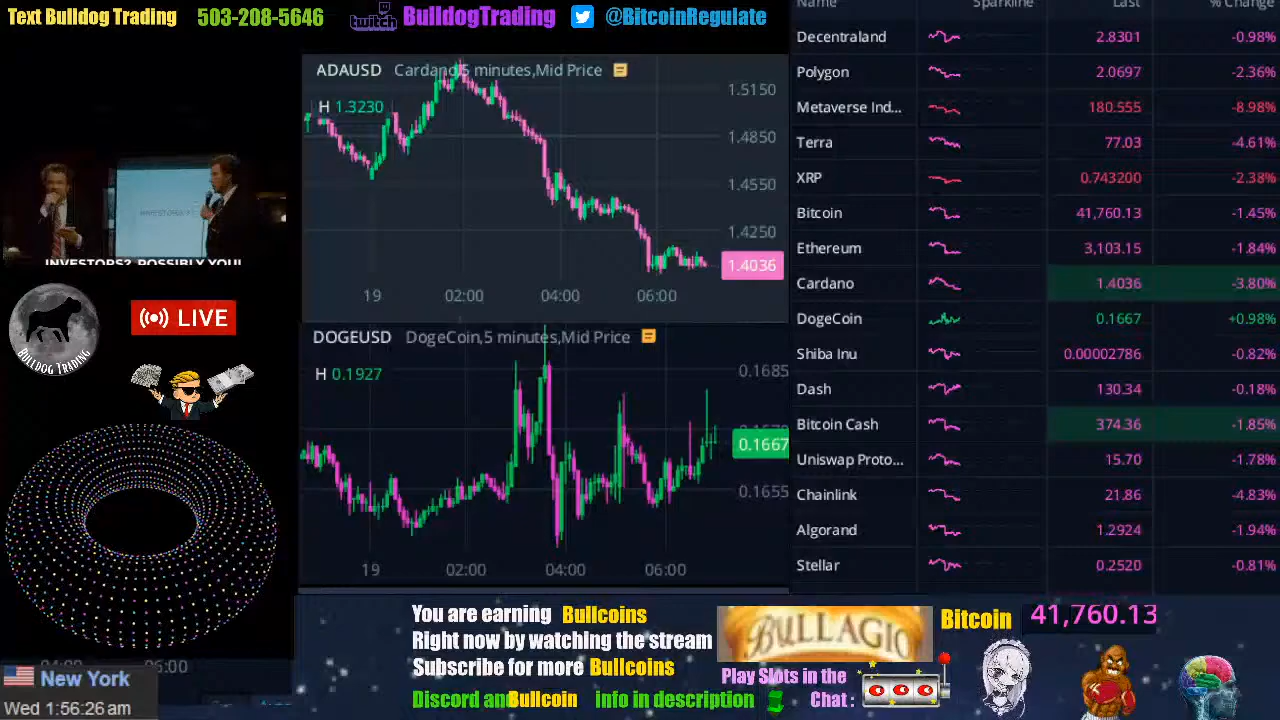 Text Bulldog Trading 503-208-5646 twitch BulldogTrading @BitcoinRegulate
INVESTORS?
INVESTORS? POSSIBLY YOU!
BULLDOG TRADING
LIVE
ADAUSD Cardano,5 minutes,Mid Price
H 1.3230
1.5150
1.4850
1.4550
1.4250
1.4036
19 02:00 04:00 06:00
DOGEUSD DogeCoin,5 minutes,Mid Price
H 0.1927
0.1685
0.1667
0.1655
19 02:00 04:00 06:00
Name Sparkline Last % Change
Decentraland 2.8301 -0.98%
Polygon 2.0697 -2.36%
Metaverse Ind... 180.555 -8.98%
Terra 77.03 -4.61%
XRP 0.743200 -2.38%
Bitcoin 41,760.13 -1.45%
Ethereum 3,103.15 -1.84%
Cardano 1.4036 -3.80%
DogeCoin 0.1667 +0.98%
Shiba Inu 0.00002786 -0.82%
Dash 130.34 -0.18%
Bitcoin Cash 374.36 -1.85%
Uniswap Proto... 15.70 -1.78%
Chainlink 21.86 -4.83%
Algorand 1.2924 -1.94%
Stellar 0.2520 -0.81%
You are earning Bullcoins
Right now by watching the stream
Subscribe for more Bullcoins
Discord and Bullcoin info in description
BULLAGIO
Play Slots in the
Chat :
Bitcoin 41,760.13
04:00 06:00
New York
Wed 1:56:26 am